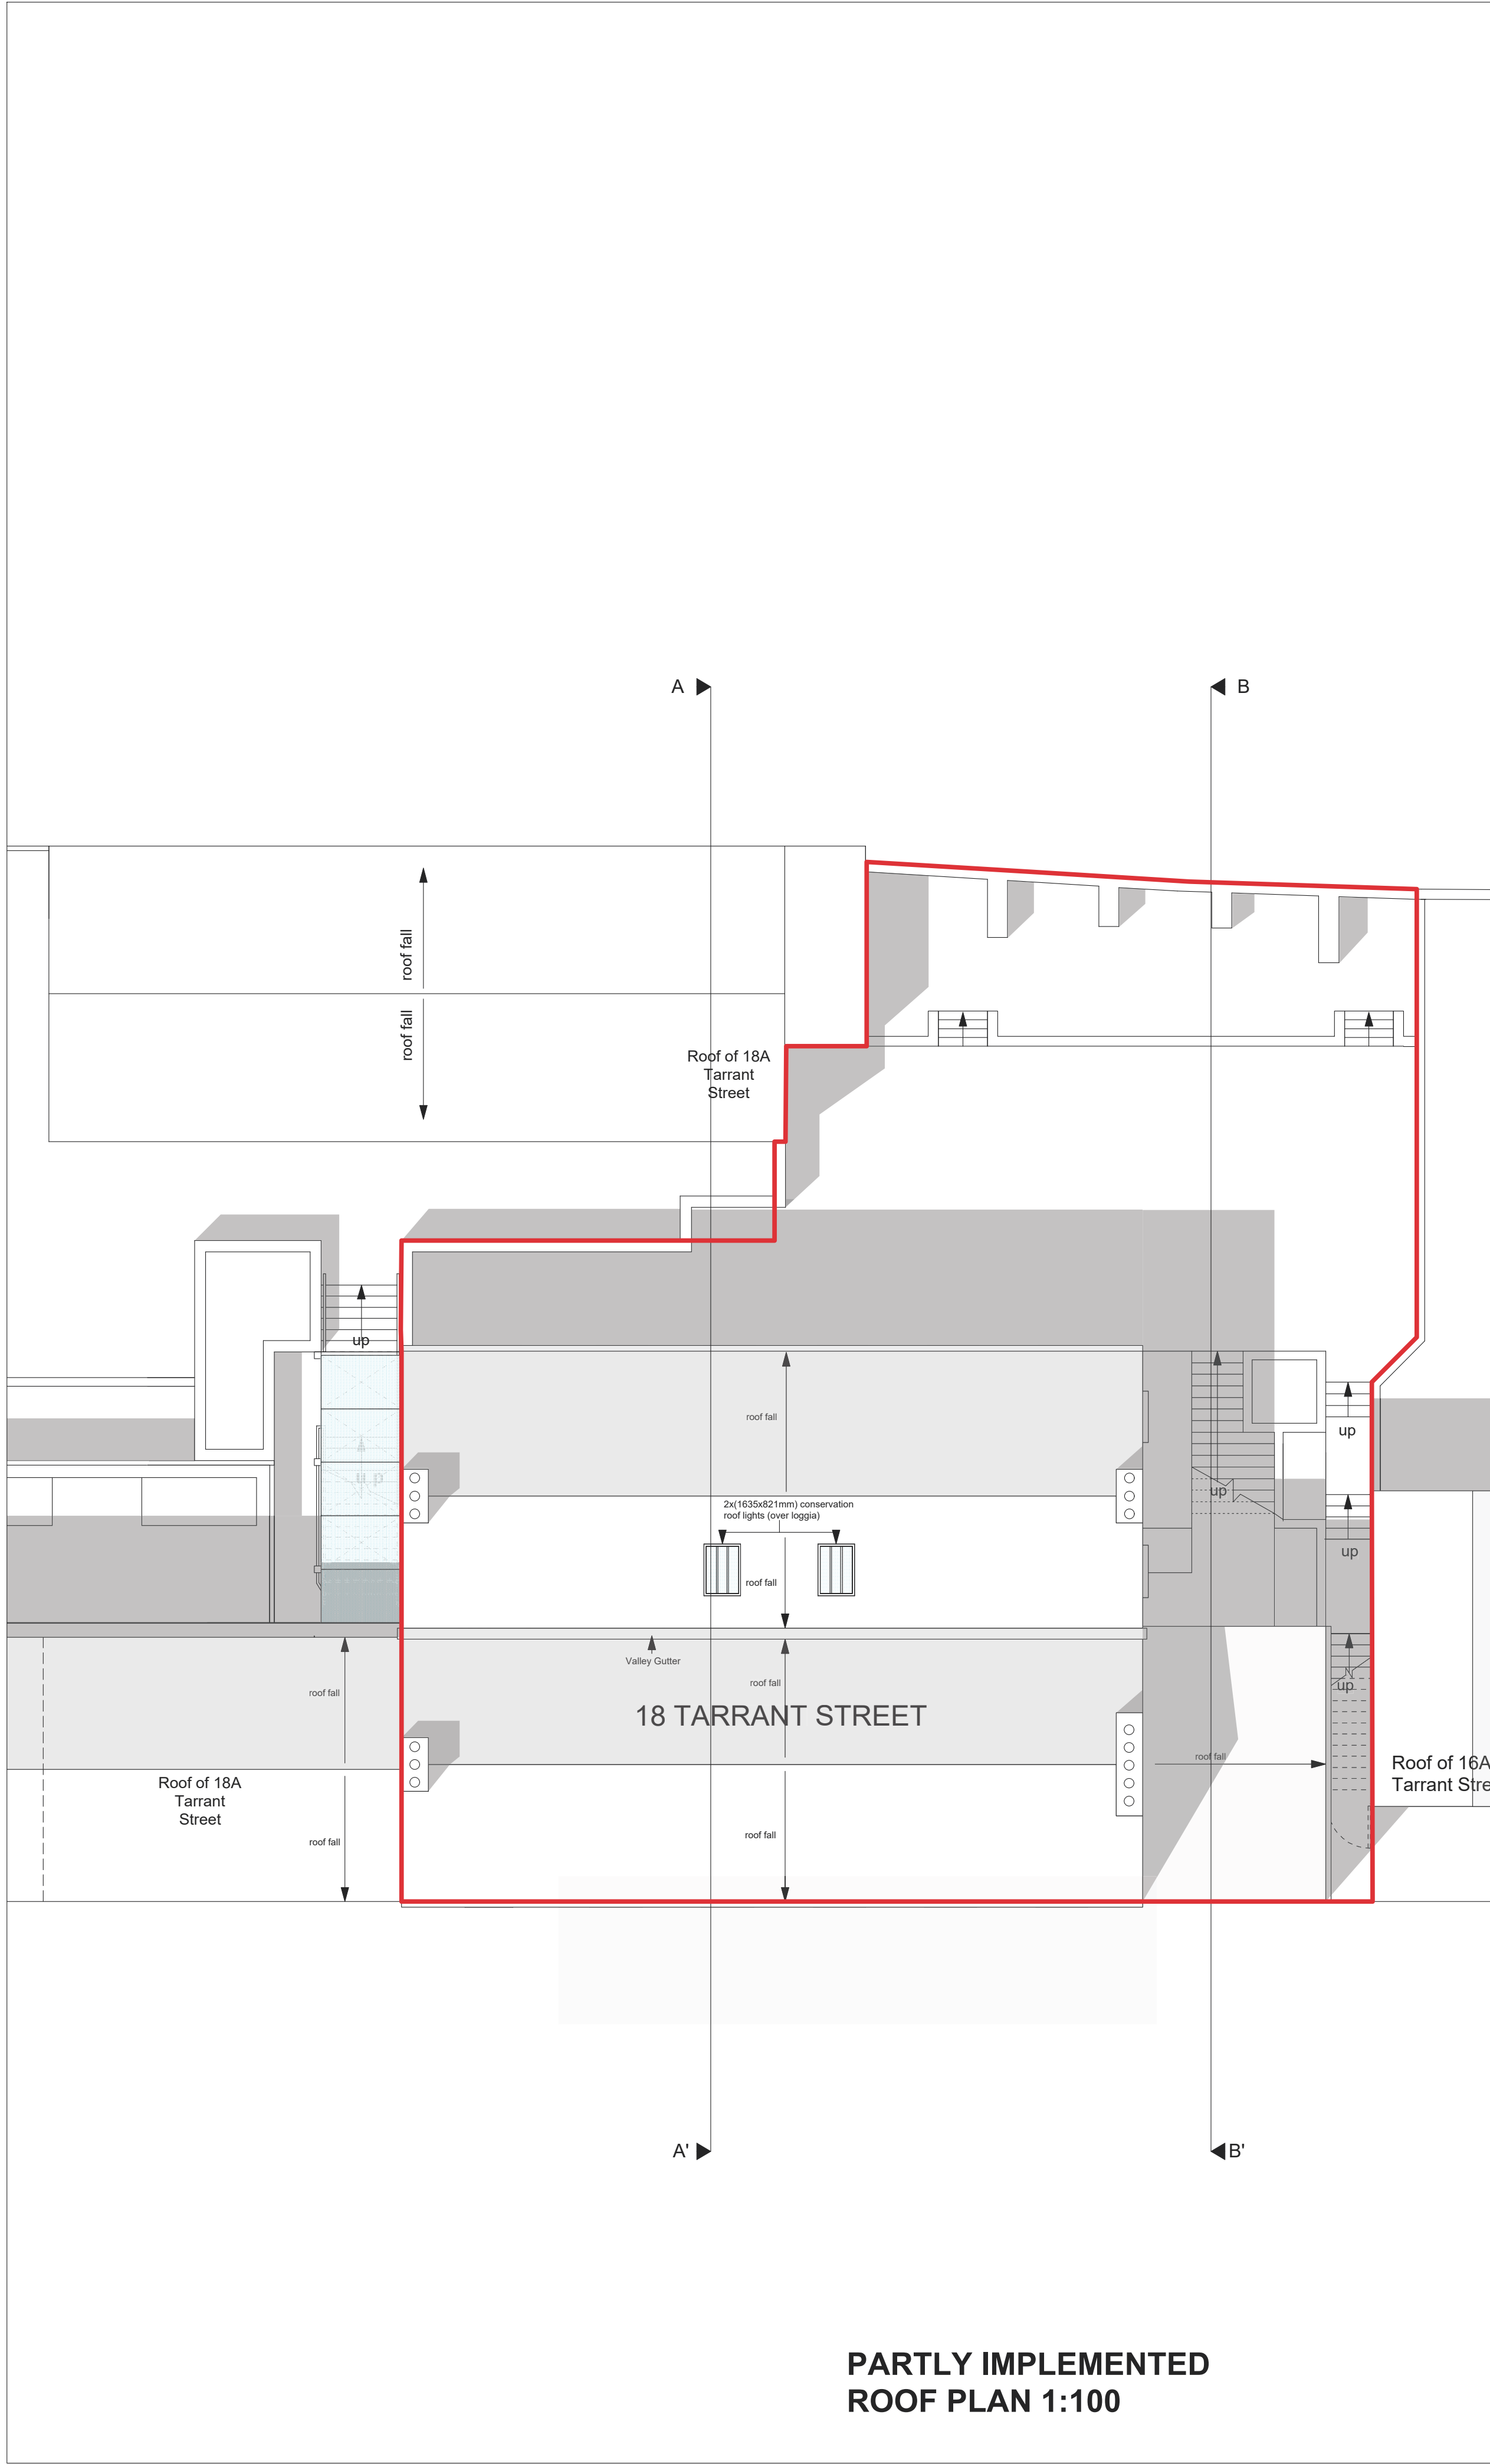 A
B
roof fall
roof fall
Roof of 18A
Tarrant
Street
up
up
roof fall
up
up
2x(1635x821mm) conservation
roof lights (over loggia)
up
roof fall
Valley Gutter
roof fall
roof fall
up
18 TARRANT STREET
roof fall
Roof of 16A
Tarrant Stre
Roof of 18A
Tarrant
Street
roof fall
roof fall
A'
B'
PARTLY IMPLEMENTED
ROOF PLAN 1:100